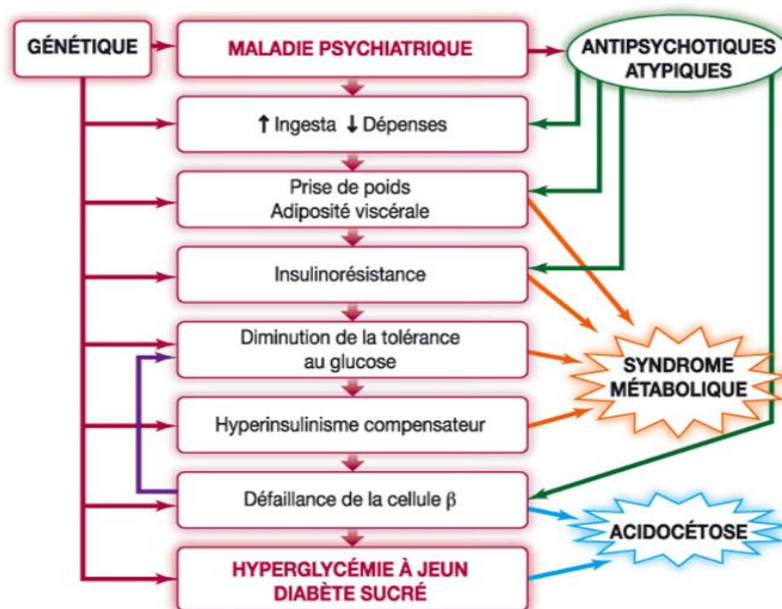 GÉNÉTIQUE
MALADIE PSYCHIATRIQUE
ANTIPSYCHOTIQUES
ATYPIQUES
↑ Ingesta ↓ Dépenses
Prise de poids
Adiposité viscérale
Insulinorésistance
Diminution de la tolérance
au glucose
SYNDROME
MÉTABOLIQUE
Hyperinsulinisme compensateur
Défaillance de la cellule β
ACIDOCÉTOSE
HYPERGLYCÉMIE À JEUN
DIABÈTE SUCRÉ